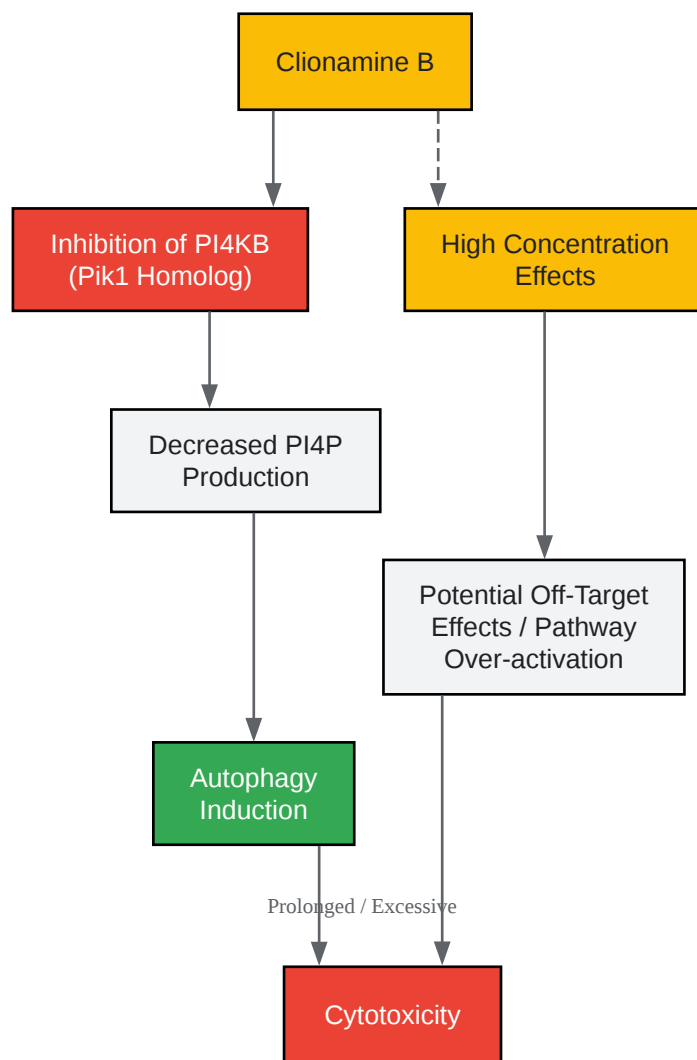 Clionamine B
Inhibition of PI4KB
(Pik1 Homolog)
High Concentration
Effects
Decreased PI4P
Production
Potential Off-Target
Effects / Pathway
Over-activation
Autophagy
Induction
Prolonged / Excessive
Cytotoxicity